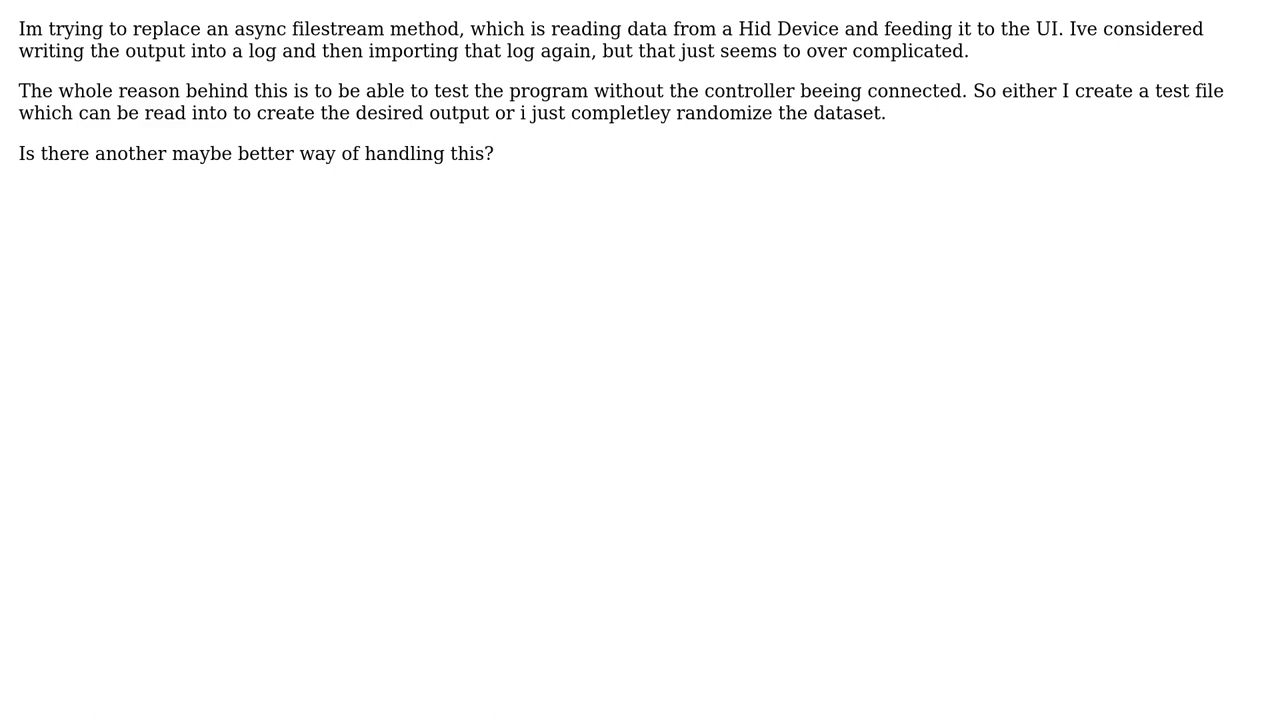 Im trying to replace an async filestream method, which is reading data from a Hid Device and feeding it to the UI. Ive considered
writing the output into a log and then importing that log again, but that just seems to over complicated.
The whole reason behind this is to be able to test the program without the controller beeing connected. So either I create a test file
which can be read into to create the desired output or i just completley randomize the dataset.
Is there another maybe better way of handling this?